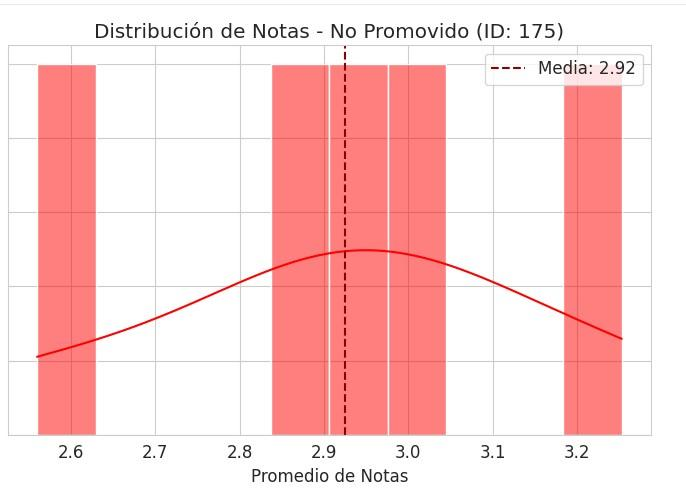 Distribución de Notas - No Promovido (ID: 175)
Media: 2.92
2.6 2.7 2.8 2.9 3.0 3.1 3.2
Promedio de Notas